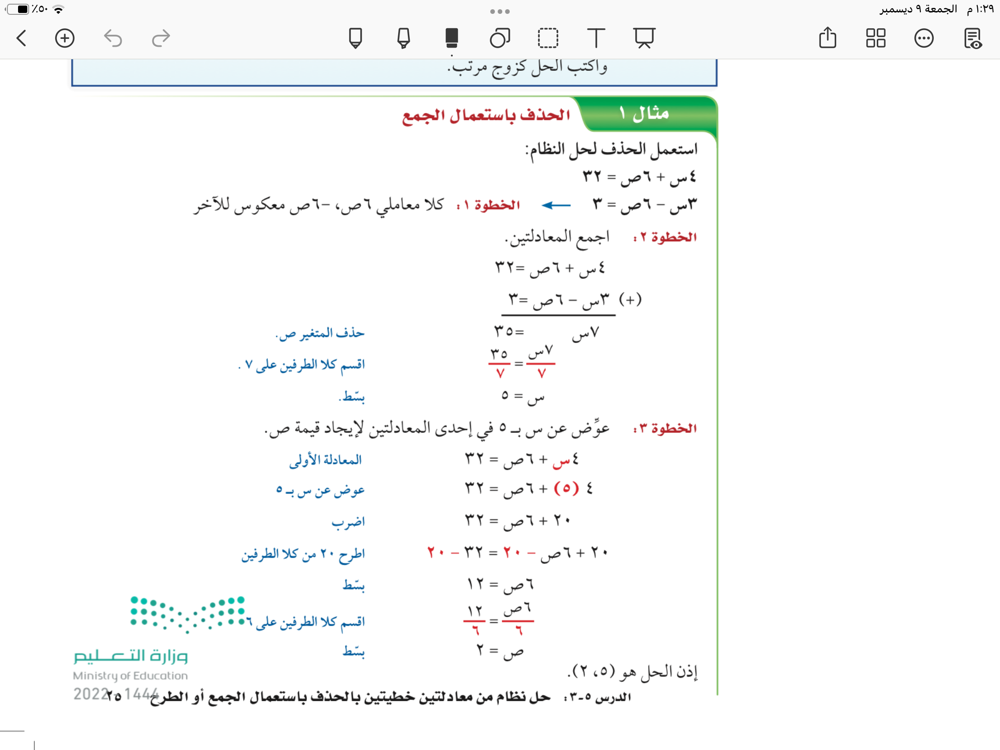 ١:٢٩ م الجمعة ٩ ديسمبر ٪٥٠
واكتب الحل كزوج مرتب.
مثال ١ الحذف باستعمال الجمع
استعمل الحذف لحل النظام:
٤س + ٦ص = ٣٢
٣س – ٦ص = ٣ الخطوة ١: كلا معاملي ٦ص، –٦ص معكوس للآخر
الخطوة ٢: اجمع المعادلتين.
٤س + ٦ص =٣٢
(+) ٣س – ٦ص =٣
٧س =٣٥ حذف المتغير ص.
٧س/٧ = ٣٥/٧ اقسم كلا الطرفين على ٧ .
س = ٥ بسّط.
الخطوة ٣: عوِّض عن س بـ ٥ في إحدى المعادلتين لإيجاد قيمة ص.
٤س + ٦ص = ٣٢ المعادلة الأولى
٤ (٥) + ٦ص = ٣٢ عوض عن س بـ ٥
٢٠ + ٦ص = ٣٢ اضرب
٢٠ + ٦ص – ٢٠ = ٣٢ – ٢٠ اطرح ٢٠ من كلا الطرفين
٦ص = ١٢ بسّط
٦ص/٦ = ١٢/٦ اقسم كلا الطرفين على ٦
ص = ٢ بسّط
إذن الحل هو (٥، ٢).
وزارة التعليم
Ministry of Education
2022 - 1444
الدرس ٥-٣: حل نظام من معادلتين خطيتين بالحذف باستعمال الجمع أو الطرح ٢٥